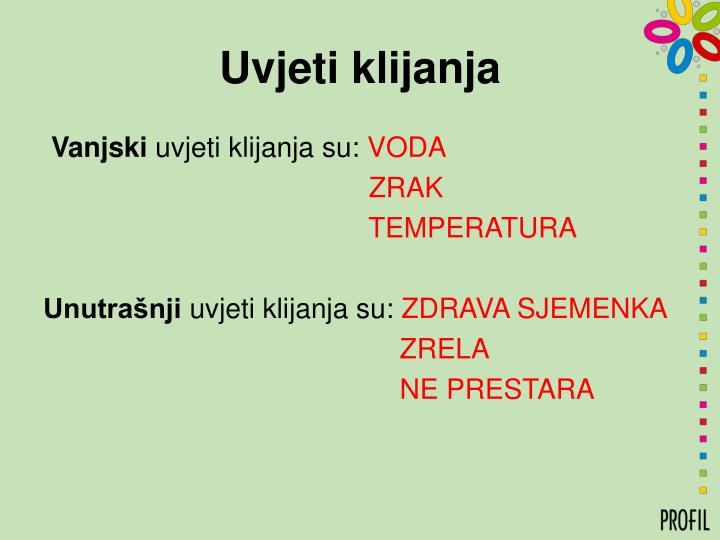 Uvjeti klijanja
Vanjski uvjeti klijanja su: VODA
ZRAK
TEMPERATURA
Unutrašnji uvjeti klijanja su: ZDRAVA SJEMENKA
ZRELA
NE PRESTARA
PROFIL